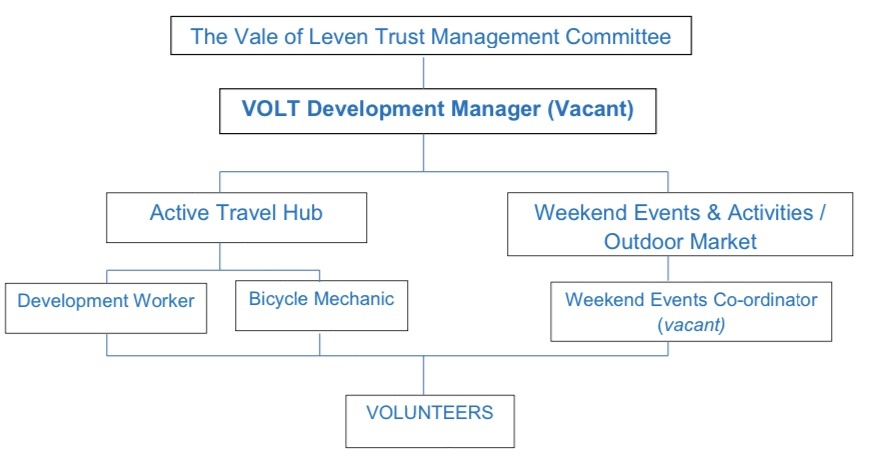 The Vale of Leven Trust Management Committee
VOLT Development Manager (Vacant)
Active Travel Hub
Weekend Events & Activities /
Outdoor Market
Development Worker
Bicycle Mechanic
Weekend Events Co-ordinator
(vacant)
VOLUNTEERS